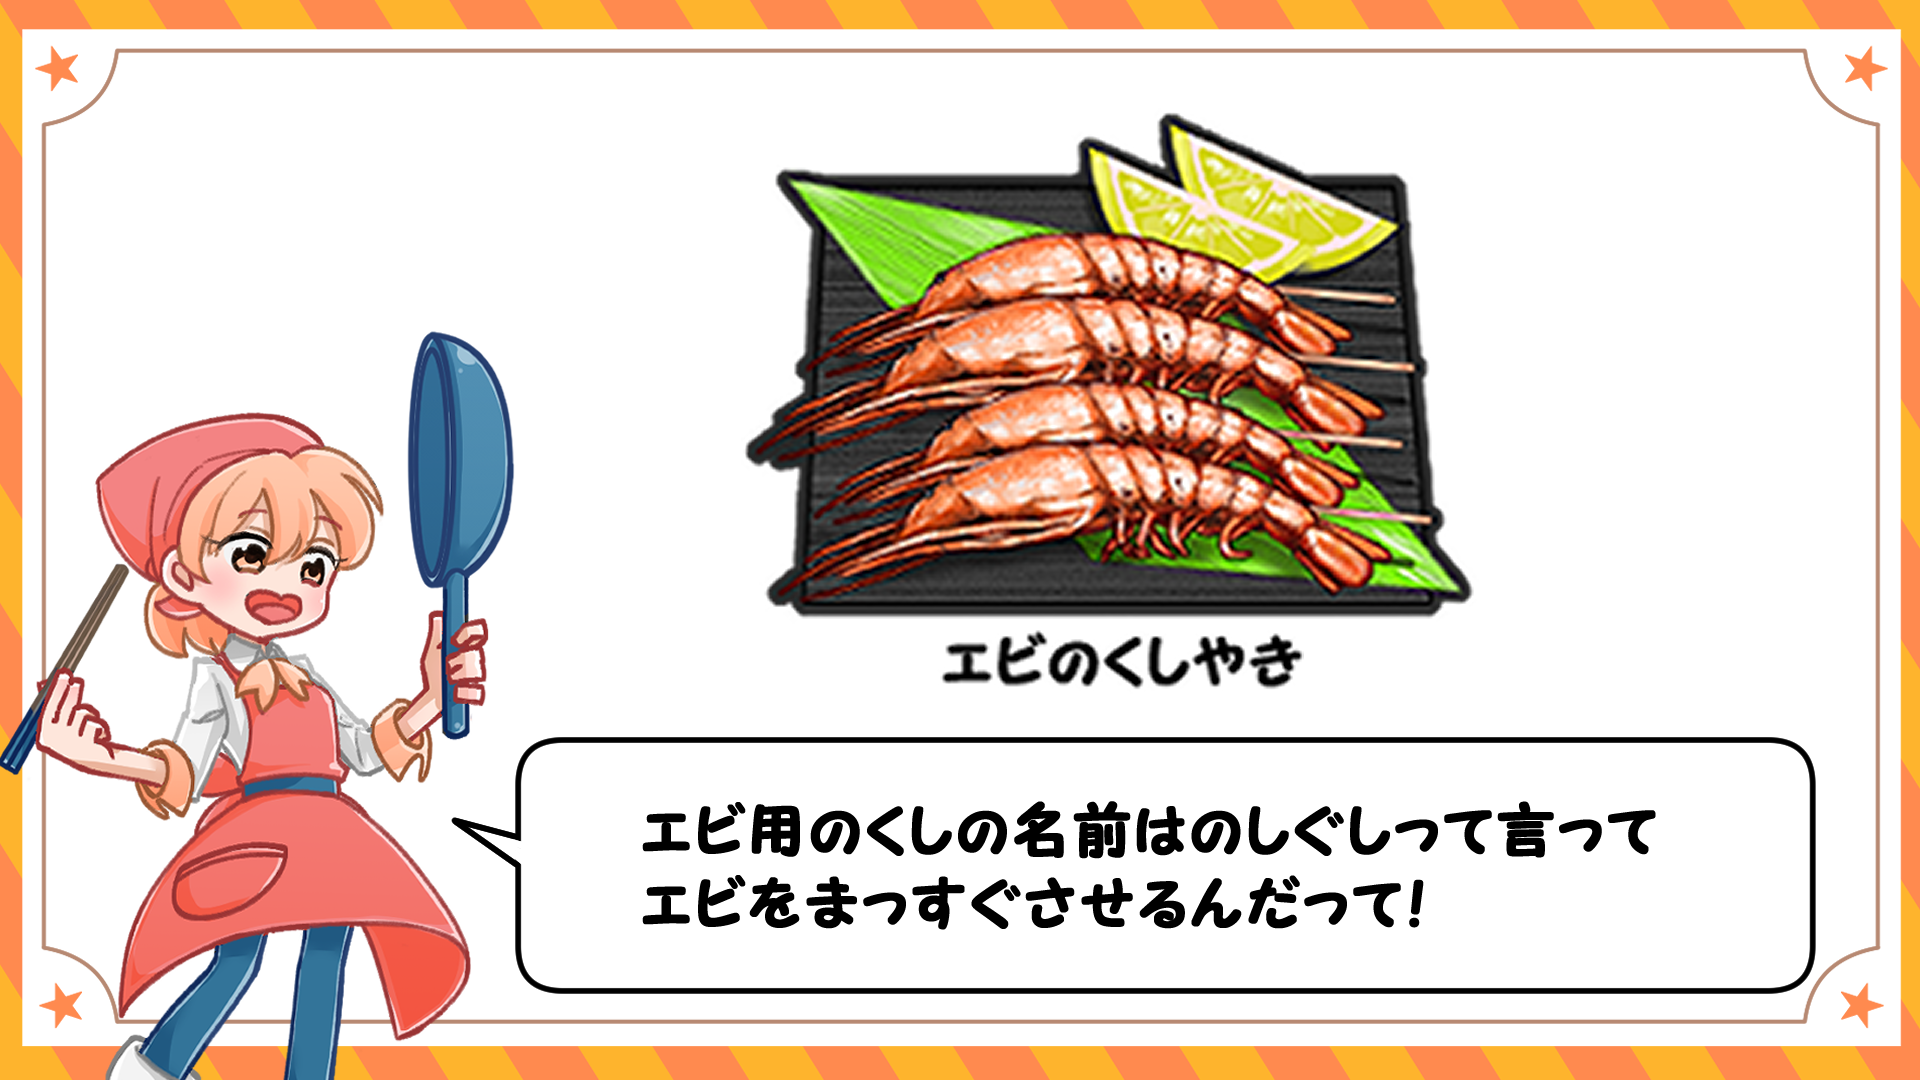 エビのくしやき
エビ用のくしの名前はのしぐしって言って
エビをまっすぐさせるんだって!